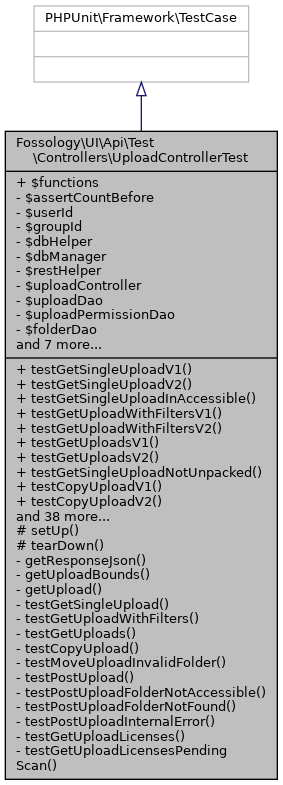 PHPUnit\Framework\TestCase
Fossology\UI\Api\Test
\Controllers\UploadControllerTest
+ $functions
- $assertCountBefore
- $userId
- $groupId
- $dbHelper
- $dbManager
- $restHelper
- $uploadController
- $uploadDao
- $uploadPermissionDao
- $folderDao
and 7 more...
+ testGetSingleUploadV1()
+ testGetSingleUploadV2()
+ testGetSingleUploadInAccessible()
+ testGetUploadWithFiltersV1()
+ testGetUploadWithFiltersV2()
+ testGetUploadsV1()
+ testGetUploadsV2()
+ testGetSingleUploadNotUnpacked()
+ testCopyUploadV1()
+ testCopyUploadV2()
and 38 more...
# setUp()
# tearDown()
- getResponseJson()
- getUploadBounds()
- getUpload()
- testGetSingleUpload()
- testGetUploadWithFilters()
- testGetUploads()
- testCopyUpload()
- testMoveUploadInvalidFolder()
- testPostUpload()
- testPostUploadFolderNotAccessible()
- testPostUploadFolderNotFound()
- testPostUploadInternalError()
- testGetUploadLicenses()
- testGetUploadLicensesPending
Scan()